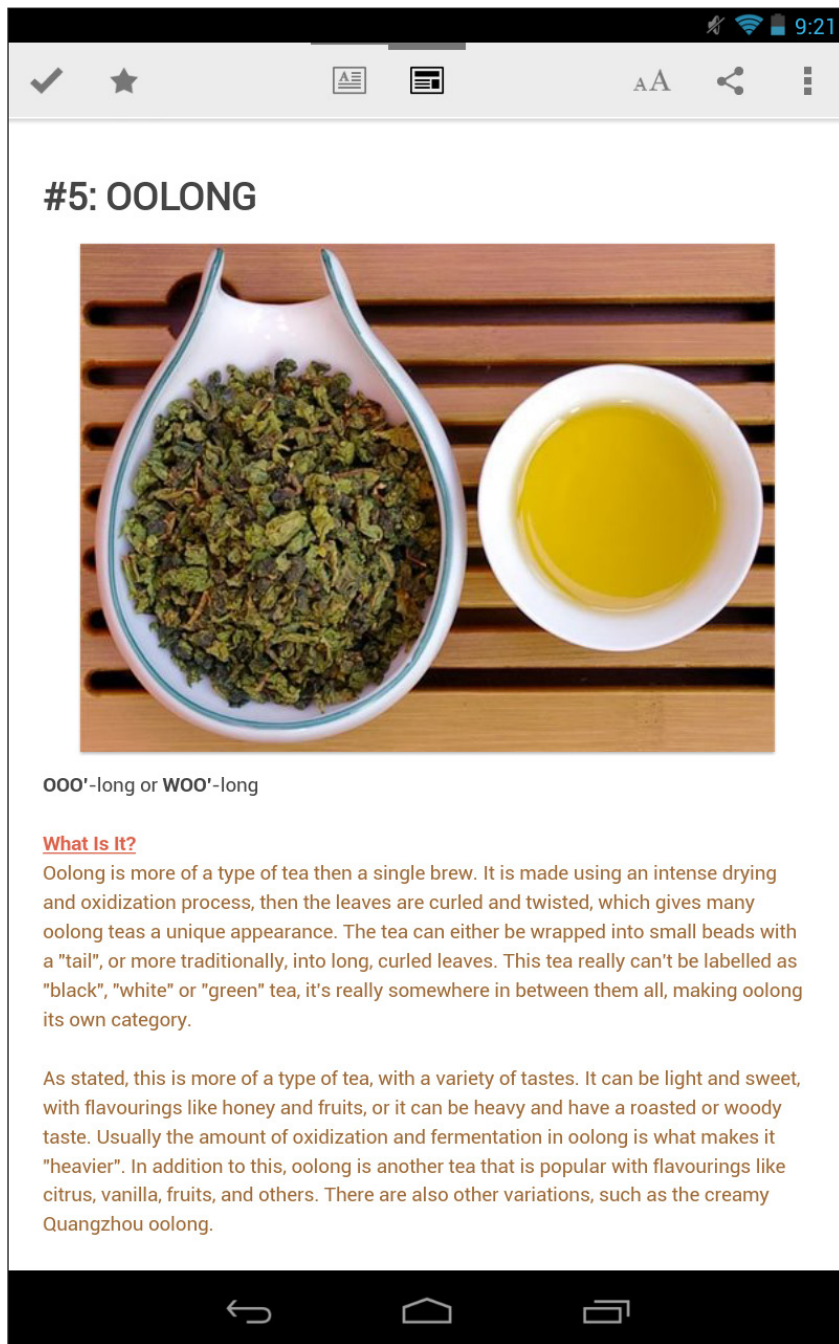 9:21
AA
#5: OOLONG
OOO'-long or WOO'-long
What Is It?
Oolong is more of a type of tea then a single brew. It is made using an intense drying
and oxidization process, then the leaves are curled and twisted, which gives many
oolong teas a unique appearance. The tea can either be wrapped into small beads with
a "tail", or more traditionally, into long, curled leaves. This tea really can't be labelled as
"black", "white" or "green" tea, it's really somewhere in between them all, making oolong
its own category.
As stated, this is more of a type of tea, with a variety of tastes. It can be light and sweet,
with flavourings like honey and fruits, or it can be heavy and have a roasted or woody
taste. Usually the amount of oxidization and fermentation in oolong is what makes it
"heavier". In addition to this, oolong is another tea that is popular with flavourings like
citrus, vanilla, fruits, and others. There are also other variations, such as the creamy
Quangzhou oolong.